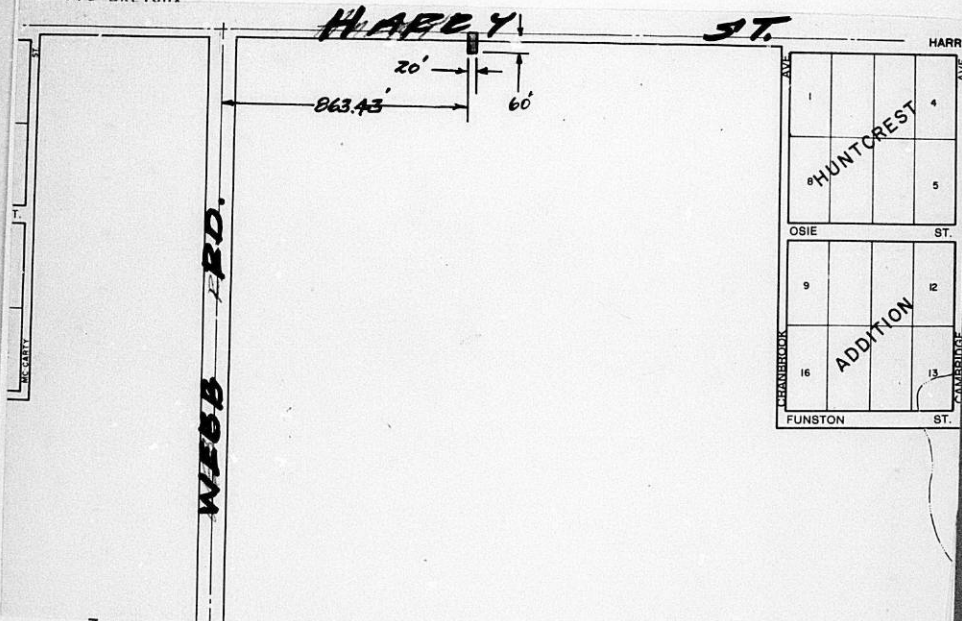 HARRY ST.
HARR
20'
863.43'
60'
ST
AVE
AVE
1
4
HUNTCREST
8
5
T.
OSIE ST.
WEBB RD.
9
12
ADDITION
MC CARTY
CRANBROOK
CAMBRIDGE
16
13
FUNSTON ST.